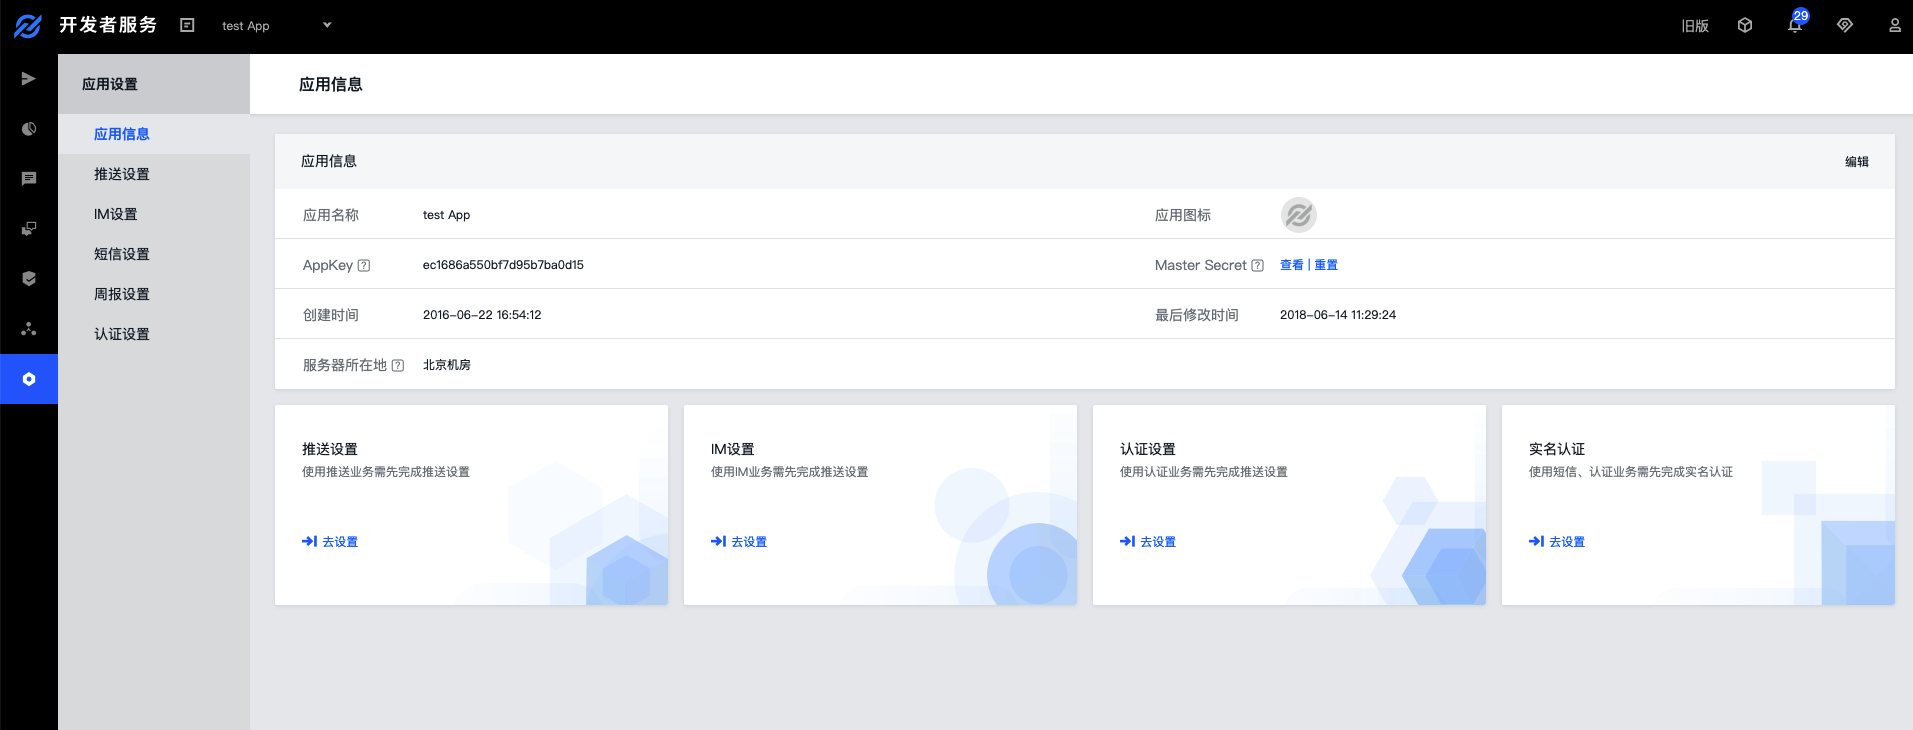 开发者服务
test App
旧版
29
应用设置
应用信息
推送设置
IM设置
短信设置
周报设置
认证设置
应用信息
应用信息
编辑
应用名称 test App 应用图标
AppKey ? ec1686a550bf7d95b7ba0d15 Master Secret ? 查看 | 重置
创建时间 2016-06-22 16:54:12 最后修改时间 2018-06-14 11:29:24
服务器所在地 ? 北京机房
推送设置
使用推送业务需先完成推送设置
去设置
IM设置
使用IM业务需先完成推送设置
去设置
认证设置
使用认证业务需先完成推送设置
去设置
实名认证
使用短信、认证业务需先完成实名认证
去设置